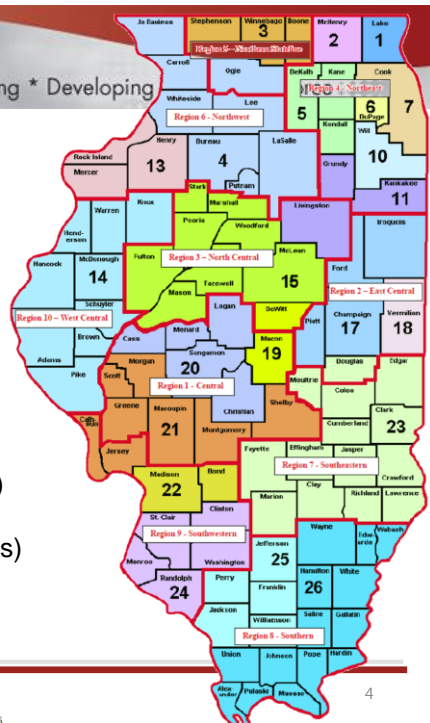 ng * Developing
Jo Daviess
Stephenson
Winnebago
Boone
McHenry
Lake
3
2
1
Carroll
Ogie
DeKalb
Kane
Cook
Region 4 - Northeast
Whiteside
Lee
5
6
7
DuPage
Region 6 - Northwest
Kendall
Will
Henry
Bureau
LaSalle
10
Rock Island
13
4
Grundy
Mercer
Putnam
Kankakee
11
Stark
Marshall
Warren
Knox
Peoria
Woodford
Livingston
Iroquois
Hend-
ersen
Fulton
Region 3 – North Central
McLean
Ford
Hancock
McDonough
14
15
Tazewell
Mason
Region 2 – East Central
Schuyler
Logan
DeWitt
Champaign
Vermilion
Region 10 – West Central
Piatt
17
18
Brown
Cass
Menard
Macon
19
Adams
Morgan
Sangamon
20
Douglas
Edgar
Pike
Scott
Region 1 - Central
Moultrie
Coles
Christian
Shelby
Greene
Macoupin
Clark
Cal-
houn
21
Cumberland
23
Montgomery
Jersey
Fayette
Effingham
Jasper
Madison
Bond
Region 7 - Southeastern
)
22
Clay
Crawford
Clinton
Marion
Richland
Lawrence
St. Clair
Wayne
Wabash
Region 9 - Southwestern
Edw-
ards
s)
Jefferson
Monroe
Washington
25
Randolph
Perry
Hamilton
White
24
Franklin
26
Jackson
Saline
Gallatin
Williamson
Region 8 - Southern
Union
Johnson
Pope
Hardin
Alex
ander
Pulaski
Massac
4